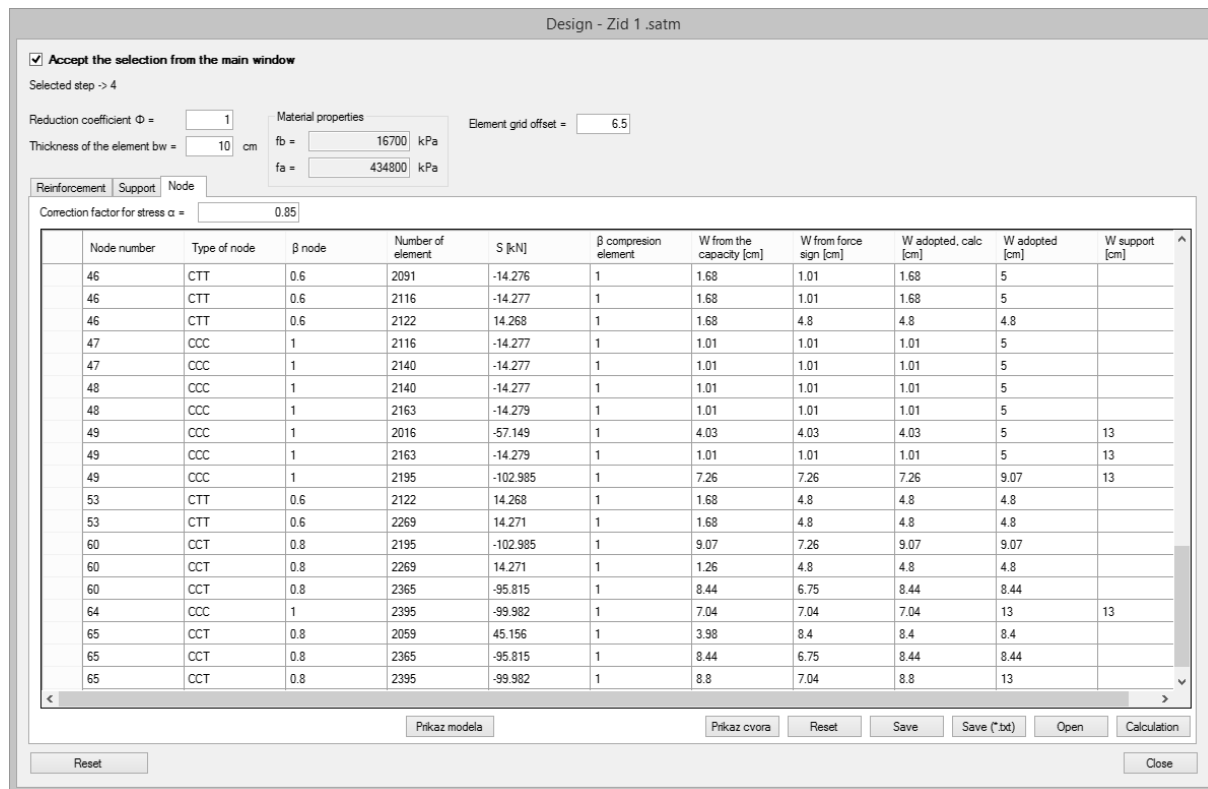 Design - Zid 1 .satm
Accept the selection from the main window
Selected step -> 4
Reduction coefficient Φ = 1
Thickness of the element bw = 10 cm
Material properties
fb = 16700 kPa
fa = 434800 kPa
Element grid offset = 6.5
Reinforcement Support Node
Correction factor for stress α = 0.85
Node number Type of node β node Number of element S [kN] β compresion element W from the capacity [cm] W from force sign [cm] W adopted, calc [cm] W adopted [cm] W support [cm]
46 CTT 0.6 2091 -14.276 1 1.68 1.01 1.68 5
46 CTT 0.6 2116 -14.277 1 1.68 1.01 1.68 5
46 CTT 0.6 2122 14.268 1 1.68 4.8 4.8 4.8
47 CCC 1 2116 -14.277 1 1.01 1.01 1.01 5
47 CCC 1 2140 -14.277 1 1.01 1.01 1.01 5
48 CCC 1 2140 -14.277 1 1.01 1.01 1.01 5
48 CCC 1 2163 -14.279 1 1.01 1.01 1.01 5
49 CCC 1 2016 -57.149 1 4.03 4.03 4.03 5 13
49 CCC 1 2163 -14.279 1 1.01 1.01 1.01 5 13
49 CCC 1 2195 -102.985 1 7.26 7.26 7.26 9.07 13
53 CTT 0.6 2122 14.268 1 1.68 4.8 4.8 4.8
53 CTT 0.6 2269 14.271 1 1.68 4.8 4.8 4.8
60 CCT 0.8 2195 -102.985 1 9.07 7.26 9.07 9.07
60 CCT 0.8 2269 14.271 1 1.26 4.8 4.8 4.8
60 CCT 0.8 2365 -95.815 1 8.44 6.75 8.44 8.44
64 CCC 1 2395 -99.982 1 7.04 7.04 7.04 13 13
65 CCT 0.8 2059 45.156 1 3.98 8.4 8.4 8.4
65 CCT 0.8 2365 -95.815 1 8.44 6.75 8.44 8.44
65 CCT 0.8 2395 -99.982 1 8.8 7.04 8.8 13
Prikaz modela Prikaz cvora Reset Save Save (*.txt) Open Calculation
Reset Close